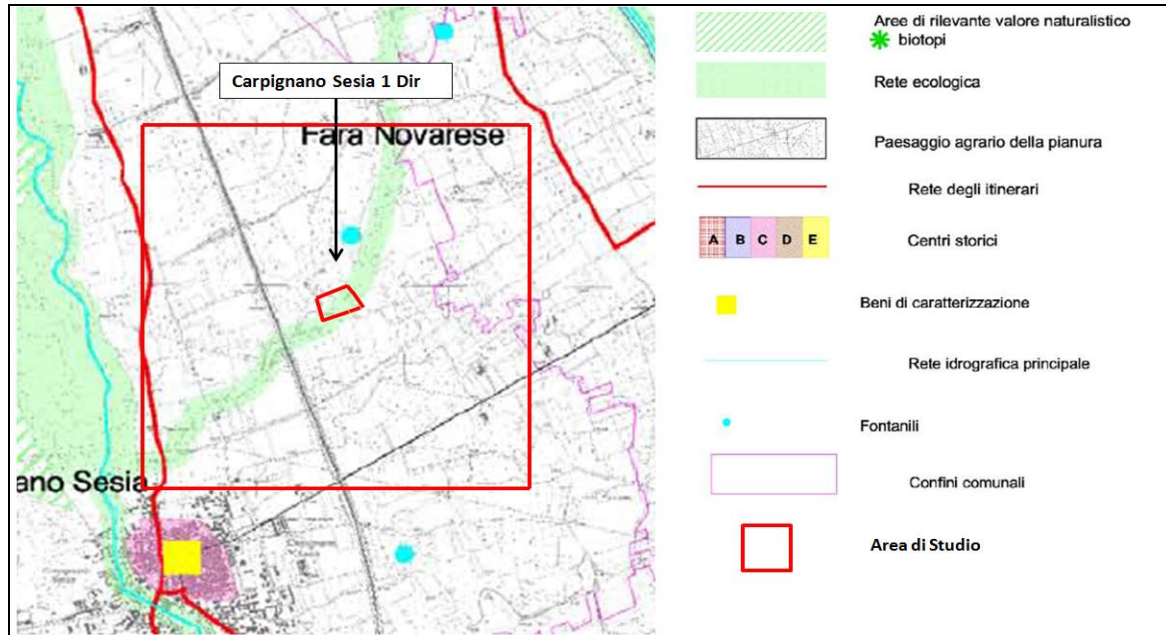 Carpignano Sesia 1 Dir
Fara Novarese
ano Sesia
Aree di rilevante valore naturalistico
biotopi
Rete ecologica
Paesaggio agrario della pianura
Rete degli itinerari
A B C D E
Centri storici
Beni di caratterizzazione
Rete idrografica principale
Fontanili
Confini comunali
Area di Studio